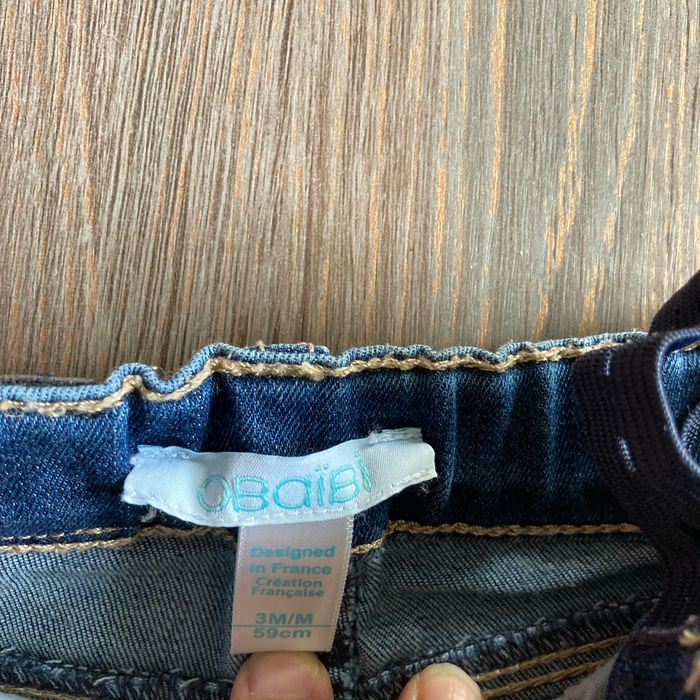 OBaïBi
Designed
in France
Création
Française
3M/M
59cm